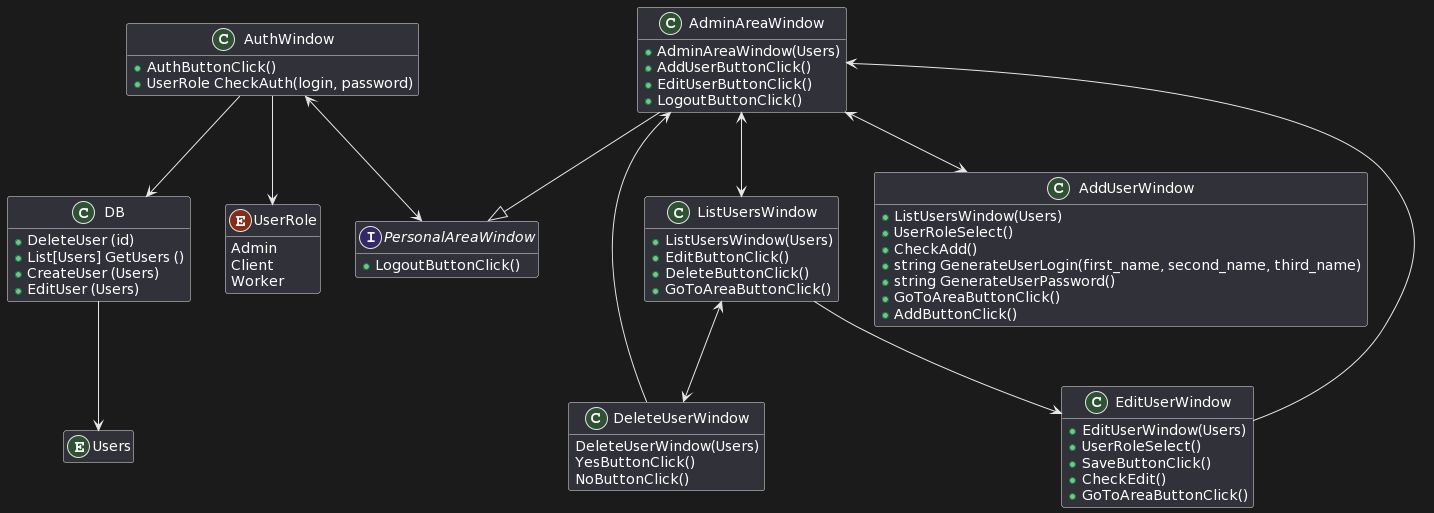 C AuthWindow
AuthButtonClick()
UserRole CheckAuth(login, password)
C AdminAreaWindow
AdminAreaWindow(Users)
AddUserButtonClick()
EditUserButtonClick()
LogoutButtonClick()
C DB
DeleteUser (id)
List[Users] GetUsers ()
CreateUser (Users)
EditUser (Users)
E UserRole
Admin
Client
Worker
I PersonalAreaWindow
LogoutButtonClick()
C ListUsersWindow
ListUsersWindow(Users)
EditButtonClick()
DeleteButtonClick()
GoToAreaButtonClick()
C AddUserWindow
ListUsersWindow(Users)
UserRoleSelect()
CheckAdd()
string GenerateUserLogin(first_name, second_name, third_name)
string GenerateUserPassword()
GoToAreaButtonClick()
AddButtonClick()
E Users
C DeleteUserWindow
DeleteUserWindow(Users)
YesButtonClick()
NoButtonClick()
C EditUserWindow
EditUserWindow(Users)
UserRoleSelect()
SaveButtonClick()
CheckEdit()
GoToAreaButtonClick()